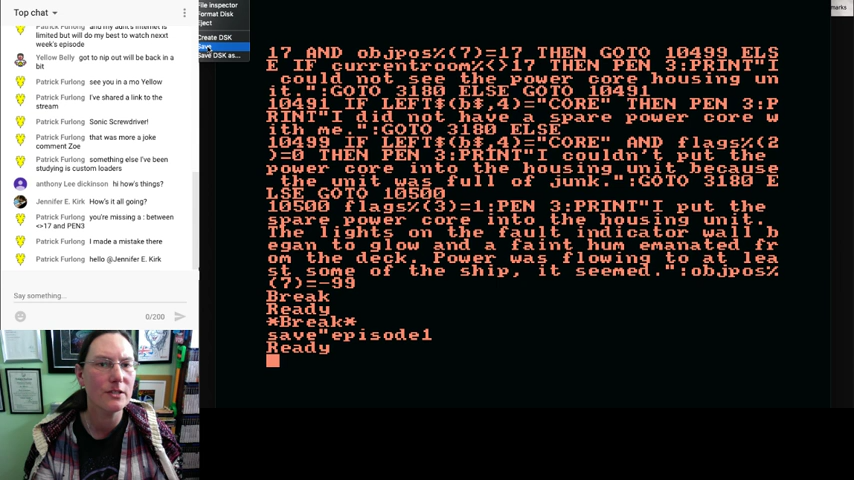 Top chat
and my aunt's internet is
limited but will do my best to watch nexxt
week's episode
Yellow Belly got to nip out will be back in a
bit
Patrick Furlong see you in a mo Yellow
Patrick Furlong I've shared a link to the
stream
Patrick Furlong Sonic Screwdriver!
Patrick Furlong that was more a joke
comment Zoe
Patrick Furlong something else i've been
studying is custom loaders
anthony Lee dickinson hi how's things?
Jennifer E. Kirk How's it all going?
Patrick Furlong you're missing a : between
<>17 and PEN3
Patrick Furlong I made a mistake there
Patrick Furlong hello @Jennifer E. Kirk
Say something...
0/200
File Inspector
Format Disk
Eject
Create DSK
Save
Save DSK as...
marks
17 AND objpos%(7)=17 THEN GOTO 10499 ELS
E IF currentroom%<>17 THEN PEN 3:PRINT"I
could not see the power core housing un
it.":GOTO 3180 ELSE GOTO 10491
10491 IF LEFT$(b$,4)="CORE" THEN PEN 3:P
RINT"I did not have a spare power core w
ith me.":GOTO 3180 ELSE
10499 IF LEFT$(b$,4)="CORE" AND flags%(2
)=0 THEN PEN 3:PRINT"I couldn't put the
power core into the housing unit because
the unit was full of junk.":GOTO 3180 E
LSE GOTO 10500
10500 flags%(3)=1:PEN 3:PRINT"I put the
spare power core into the housing unit.
The lights on the fault indicator wall b
egan to glow and a faint hum emanated fr
om the deck. Power was flowing to at lea
st some of the ship, it seemed.":objpos%
(7)=-99
Break
Ready
*Break*
save"episode1
Ready